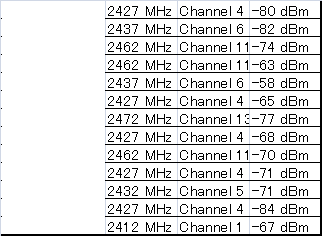 2427 MHz Channel 4 -80 dBm
2437 MHz Channel 6 -82 dBm
2462 MHz Channel 11 -74 dBm
2462 MHz Channel 11 -63 dBm
2437 MHz Channel 6 -58 dBm
2427 MHz Channel 4 -65 dBm
2472 MHz Channel 13 -77 dBm
2427 MHz Channel 4 -68 dBm
2462 MHz Channel 11 -70 dBm
2427 MHz Channel 4 -71 dBm
2432 MHz Channel 5 -71 dBm
2427 MHz Channel 4 -84 dBm
2412 MHz Channel 1 -67 dBm